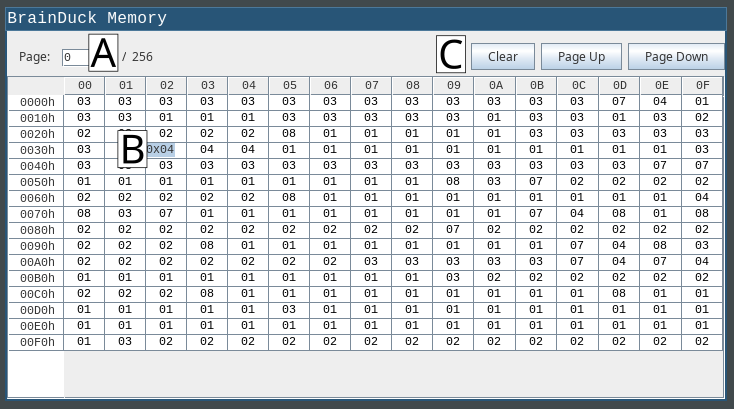 BrainDuck Memory
Page: 0 A / 256 C Clear Page Up Page Down
00 01 02 03 04 05 06 07 08 09 0A 0B 0C 0D 0E 0F
0000h 03 03 03 03 03 03 03 03 03 03 03 03 03 07 04 01
0010h 03 03 01 01 01 03 03 03 03 03 01 03 03 01 03 02
0020h 02 02 02 02 08 01 01 01 01 01 03 03 03 03 03
0030h 03 B 0x04 04 04 01 01 01 01 01 01 01 01 01 01 03
0040h 03 03 03 03 03 03 03 03 03 03 03 03 03 07 07
0050h 01 01 01 01 01 01 01 01 01 08 03 07 02 02 02 02
0060h 02 02 02 02 02 08 01 01 01 01 01 01 01 01 01 04
0070h 08 03 07 01 01 01 01 01 01 01 01 07 04 08 01 08
0080h 02 02 02 02 02 02 02 02 02 07 02 02 02 02 02 02
0090h 02 02 02 08 01 01 01 01 01 01 01 01 07 04 08 03
00A0h 02 02 02 02 02 02 02 03 03 03 03 03 07 04 07 04
00B0h 01 01 01 01 01 01 01 01 01 03 02 02 02 02 02 02
00C0h 02 02 02 08 01 01 01 01 01 01 01 01 01 08 01 01
00D0h 01 01 01 01 01 03 01 01 01 01 01 01 01 01 01 01
00E0h 01 01 01 01 01 01 01 01 01 01 01 01 01 01 01 01
00F0h 01 03 02 02 02 02 02 02 02 02 02 02 02 02 02 02